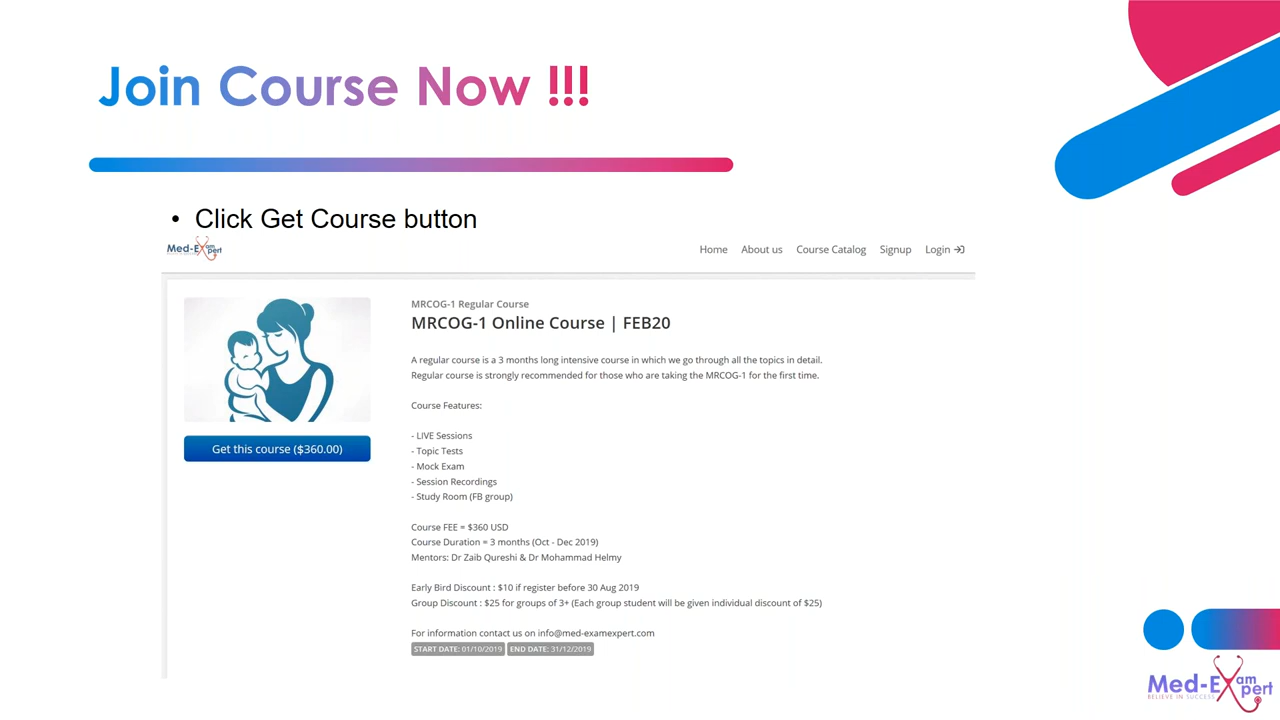 Join Course Now !!!
• Click Get Course button
Med-Exam Expert
Home About us Course Catalog Signup Login
MRCOG-1 Regular Course
MRCOG-1 Online Course | FEB20
A regular course is a 3 months long intensive course in which we go through all the topics in detail.
Regular course is strongly recommended for those who are taking the MRCOG-1 for the first time.
Course Features:
- LIVE Sessions
- Topic Tests
- Mock Exam
- Session Recordings
- Study Room (FB group)
Get this course ($360.00)
Course FEE = $360 USD
Course Duration = 3 months (Oct - Dec 2019)
Mentors: Dr Zaib Qureshi & Dr Mohammad Helmy
Early Bird Discount : $10 if register before 30 Aug 2019
Group Discount : $25 for groups of 3+ (Each group student will be given individual discount of $25)
For information contact us on info@med-examexpert.com
START DATE: 01/10/2019 END DATE: 31/12/2019
Med-Exam Expert
BELIEVE IN SUCCESS